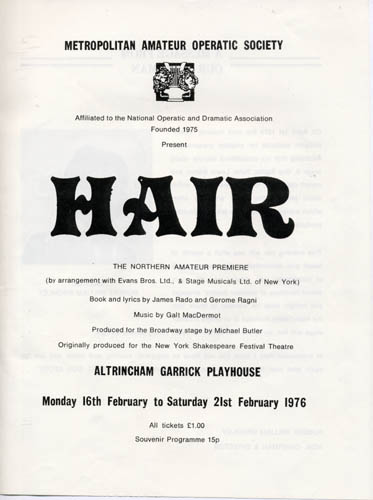 METROPOLITAN AMATEUR OPERATIC SOCIETY
Affiliated to the National Operatic and Dramatic Association
Founded 1975
Present
HAIR
THE NORTHERN AMATEUR PREMIERE
(by arrangement with Evans Bros. Ltd., & Stage Musicals Ltd. of New York)
Book and lyrics by James Rado and Gerome Ragni
Music by Galt MacDermot
Produced for the Broadway stage by Michael Butler
Originally produced for the New York Shakespeare Festival Theatre
ALTRINCHAM GARRICK PLAYHOUSE
Monday 16th February to Saturday 21st February 1976
All tickets £1.00
Souvenir Programme 15p